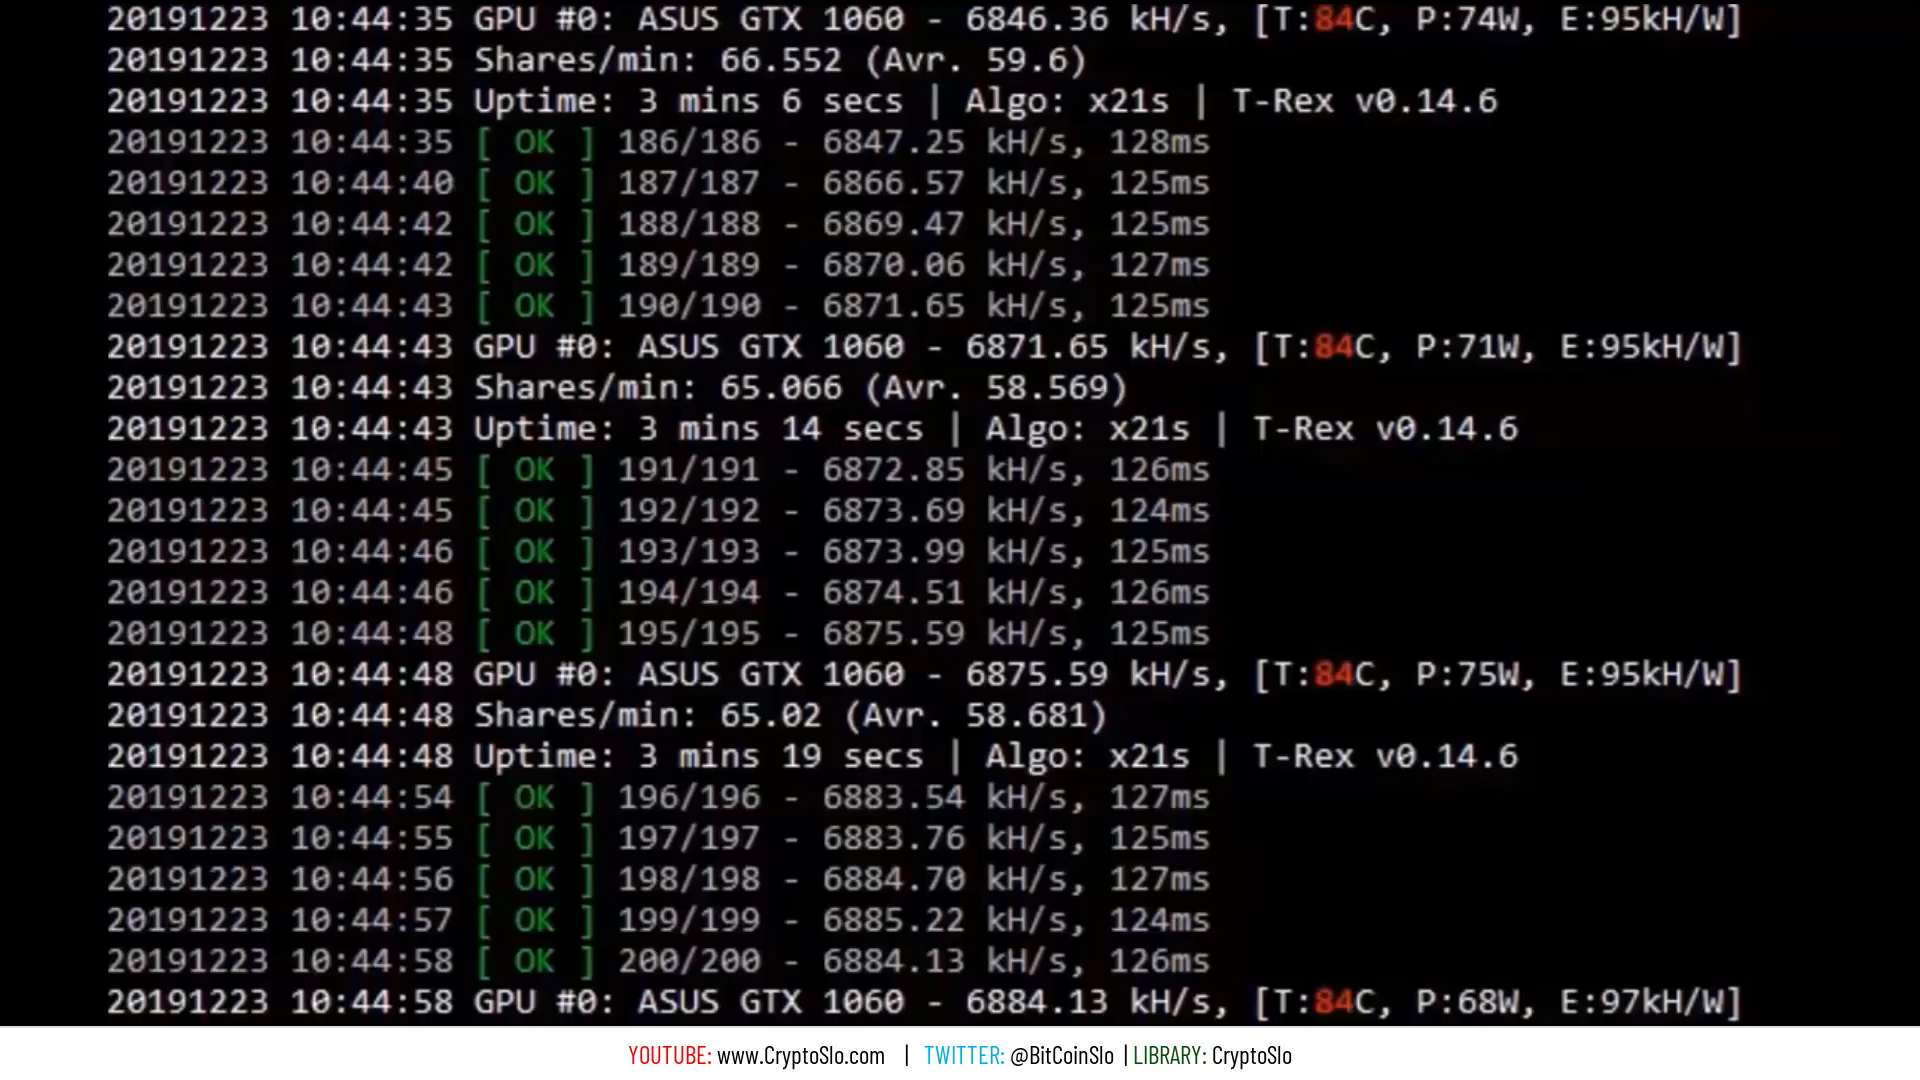 20191223 10:44:35 GPU #0: ASUS GTX 1060 - 6846.36 kH/s, [T:84C, P:74W, E:95kH/W]
20191223 10:44:35 Shares/min: 66.552 (Avr. 59.6)
20191223 10:44:35 Uptime: 3 mins 6 secs | Algo: x21s | T-Rex v0.14.6
20191223 10:44:35 [ OK ] 186/186 - 6847.25 kH/s, 128ms
20191223 10:44:40 [ OK ] 187/187 - 6866.57 kH/s, 125ms
20191223 10:44:42 [ OK ] 188/188 - 6869.47 kH/s, 125ms
20191223 10:44:42 [ OK ] 189/189 - 6870.06 kH/s, 127ms
20191223 10:44:43 [ OK ] 190/190 - 6871.65 kH/s, 125ms
20191223 10:44:43 GPU #0: ASUS GTX 1060 - 6871.65 kH/s, [T:84C, P:71W, E:95kH/W]
20191223 10:44:43 Shares/min: 65.066 (Avr. 58.569)
20191223 10:44:43 Uptime: 3 mins 14 secs | Algo: x21s | T-Rex v0.14.6
20191223 10:44:45 [ OK ] 191/191 - 6872.85 kH/s, 126ms
20191223 10:44:45 [ OK ] 192/192 - 6873.69 kH/s, 124ms
20191223 10:44:46 [ OK ] 193/193 - 6873.99 kH/s, 125ms
20191223 10:44:46 [ OK ] 194/194 - 6874.51 kH/s, 126ms
20191223 10:44:48 [ OK ] 195/195 - 6875.59 kH/s, 125ms
20191223 10:44:48 GPU #0: ASUS GTX 1060 - 6875.59 kH/s, [T:84C, P:75W, E:95kH/W]
20191223 10:44:48 Shares/min: 65.02 (Avr. 58.681)
20191223 10:44:48 Uptime: 3 mins 19 secs | Algo: x21s | T-Rex v0.14.6
20191223 10:44:54 [ OK ] 196/196 - 6883.54 kH/s, 127ms
20191223 10:44:55 [ OK ] 197/197 - 6883.76 kH/s, 125ms
20191223 10:44:56 [ OK ] 198/198 - 6884.70 kH/s, 127ms
20191223 10:44:57 [ OK ] 199/199 - 6885.22 kH/s, 124ms
20191223 10:44:58 [ OK ] 200/200 - 6884.13 kH/s, 126ms
20191223 10:44:58 GPU #0: ASUS GTX 1060 - 6884.13 kH/s, [T:84C, P:68W, E:97kH/W]
YOUTUBE: www.CryptoSlo.com | TWITTER: @BitCoinSlo | LIBRARY: CryptoSlo